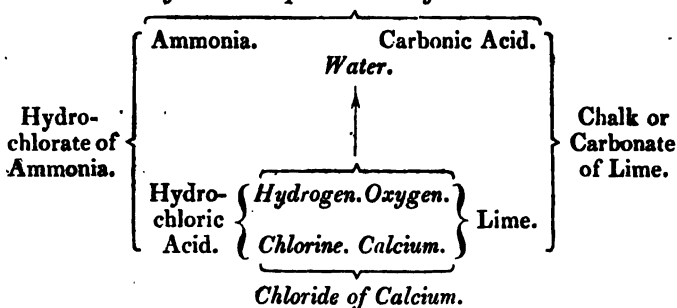 Ammonia. Carbonic Acid.
Water.
Hydro-
chlorate of
Ammonia.
Chalk or
Carbonate
of Lime.
Hydro-
chloric
Acid.
Hydrogen. Oxygen.
Chlorine. Calcium.
Lime.
Chloride of Calcium.